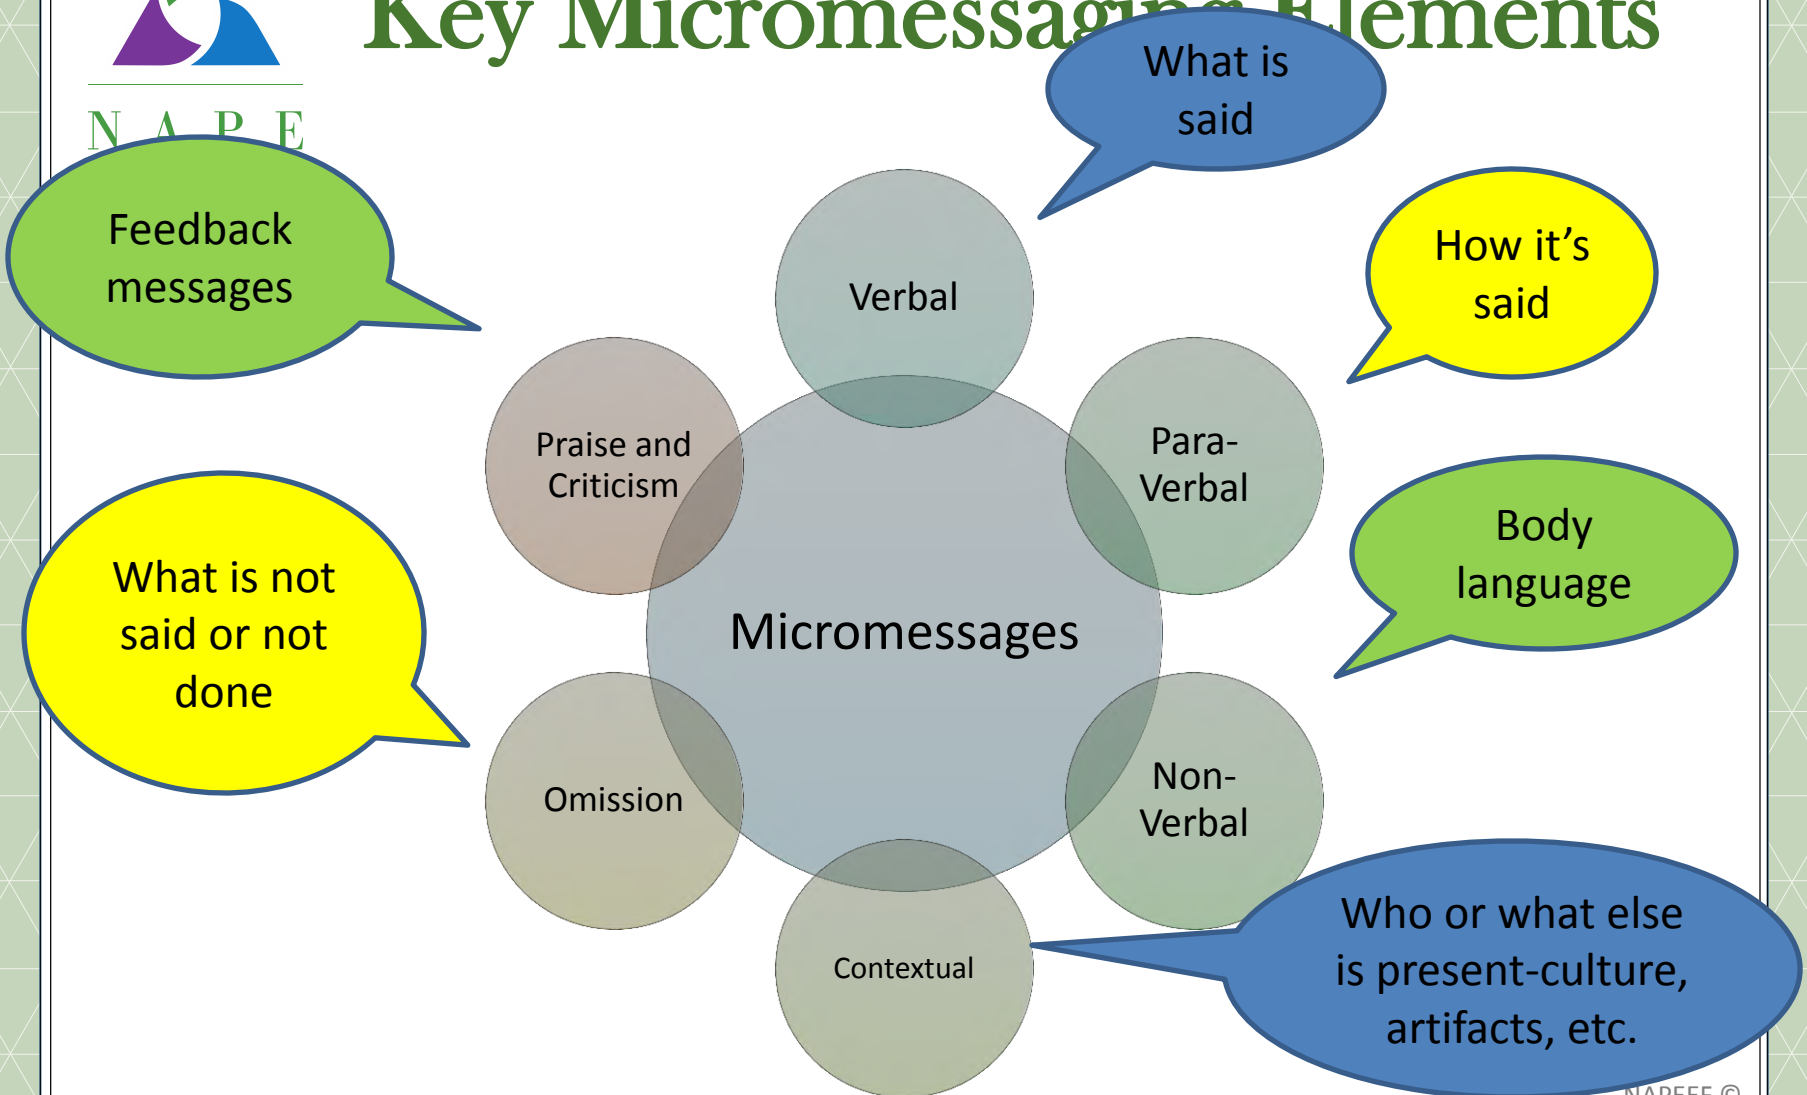 Key Micromessaging Elements
NAPE
What is
said
Feedback
messages
How it's
said
Verbal
Praise and
Criticism
Para-
Verbal
Body
language
What is not
said or not
done
Micromessages
Omission
Non-
Verbal
Contextual
Who or what else
is present-culture,
artifacts, etc.
NAPEEF ©